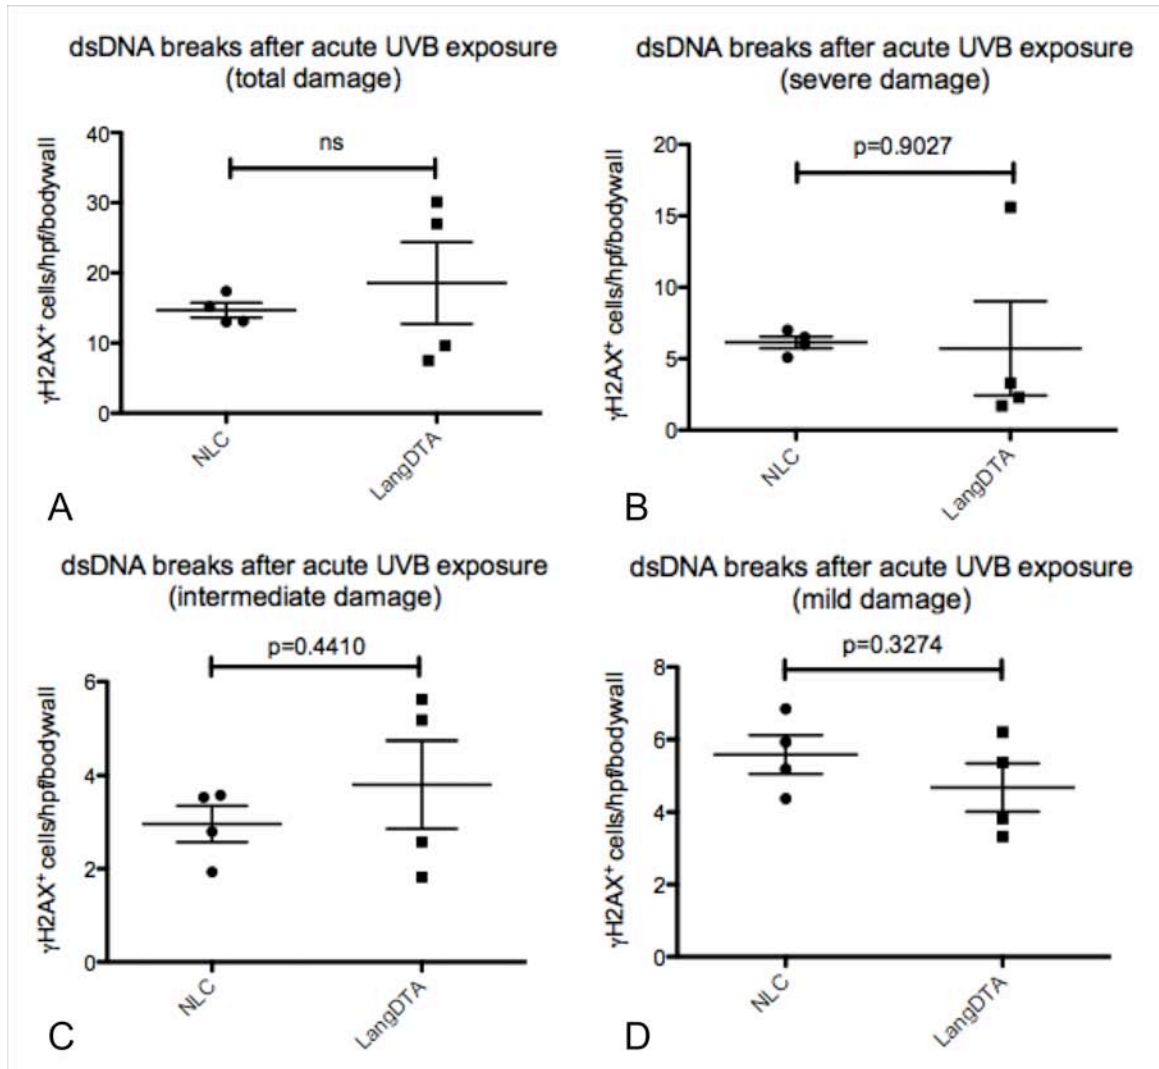 dsDNA breaks after acute UVB exposure
(total damage)
γH2AX⁺ cells/hpf/bodywall
40
30
20
10
0
ns
NLC
LangDTA
A
dsDNA breaks after acute UVB exposure
(severe damage)
γH2AX⁺ cells/hpf/bodywall
20
15
10
5
0
p=0.9027
NLC
LangDTA
B
dsDNA breaks after acute UVB exposure
(intermediate damage)
γH2AX⁺ cells/hpf/bodywall
6
4
2
0
p=0.4410
NLC
LangDTA
C
dsDNA breaks after acute UVB exposure
(mild damage)
γH2AX⁺ cells/hpf/bodywall
8
6
4
2
0
p=0.3274
NLC
LangDTA
D